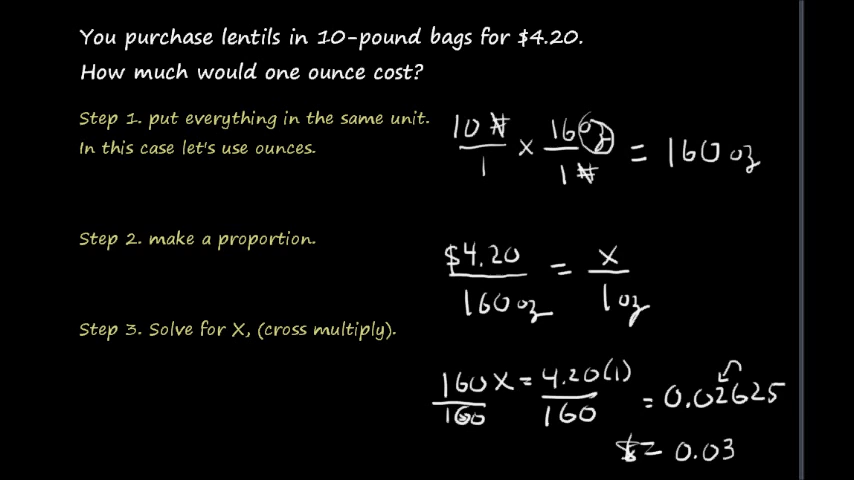 You purchase lentils in 10-pound bags for $4.20.
How much would one ounce cost?
Step 1. put everything in the same unit.
In this case let's use ounces.
10 # / 1 x 16 oz / 1 # = 160 oz
Step 2. make a proportion.
$4.20 / 160 oz = x / 1 oz
Step 3. Solve for X, (cross multiply).
160 x / 160 = 4.20(1) / 160 = 0.02625
$ = 0.03